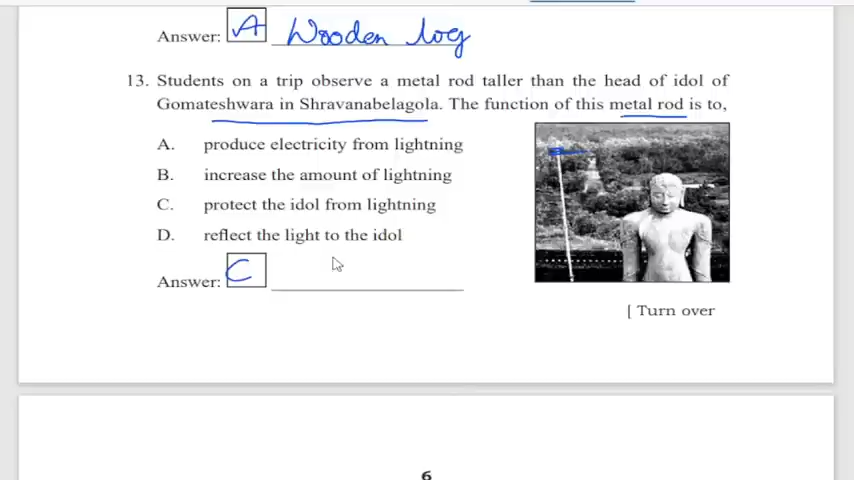 Answer: A Wooden log
13. Students on a trip observe a metal rod taller than the head of idol of
Gomateshwara in Shravanabelagola. The function of this metal rod is to,
A. produce electricity from lightning
B. increase the amount of lightning
C. protect the idol from lightning
D. reflect the light to the idol
Answer: C
[ Turn over
6